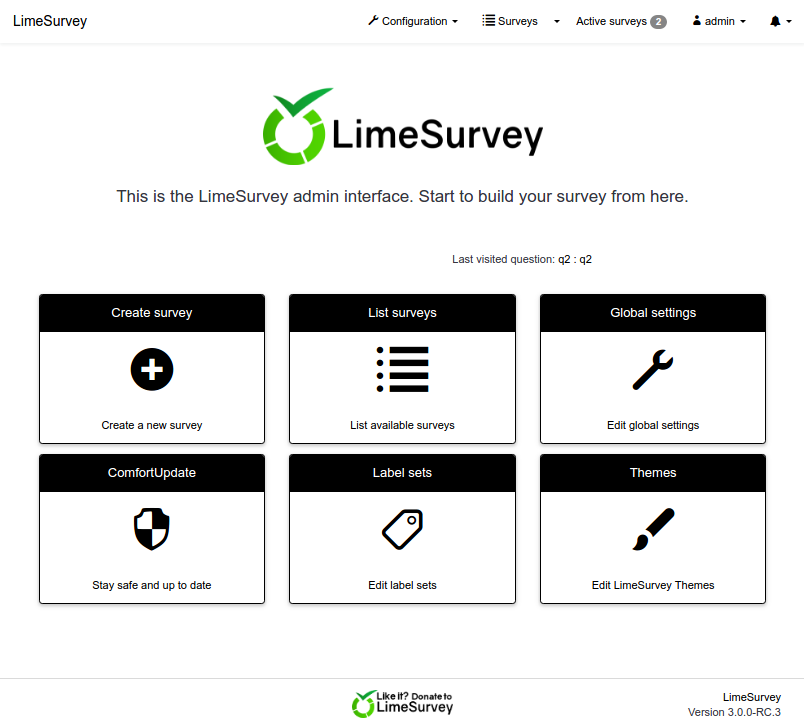 LimeSurvey Configuration Surveys Active surveys 2 admin
LimeSurvey
This is the LimeSurvey admin interface. Start to build your survey from here.
Last visited question: q2 : q2
Create survey
Create a new survey
List surveys
List available surveys
Global settings
Edit global settings
ComfortUpdate
Stay safe and up to date
Label sets
Edit label sets
Themes
Edit LimeSurvey Themes
Like it? Donate to
LimeSurvey
LimeSurvey
Version 3.0.0-RC.3